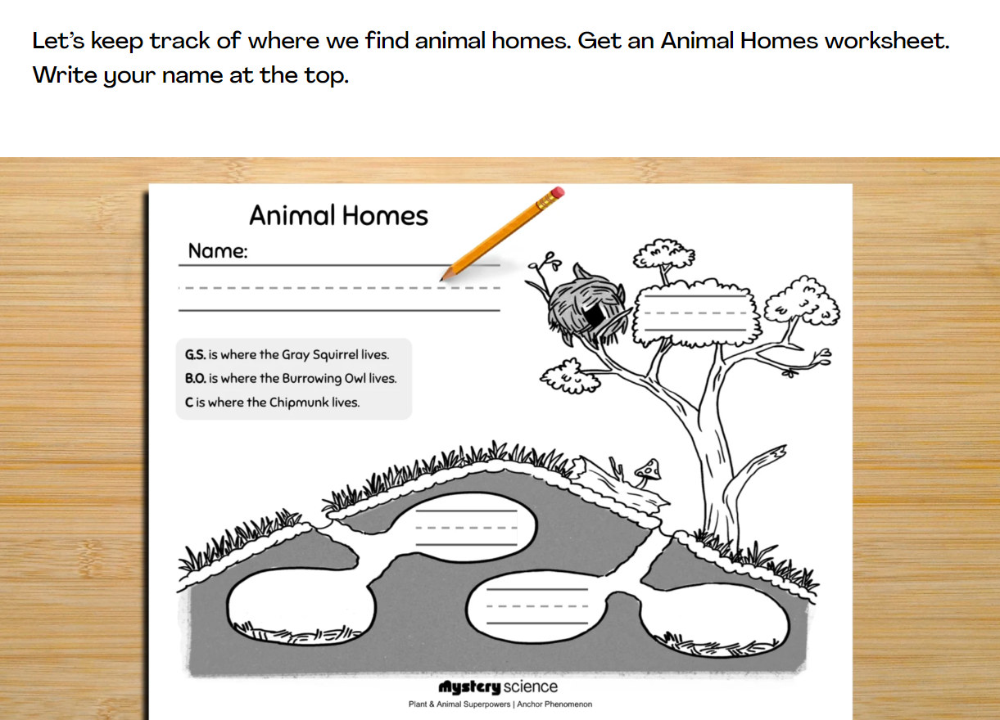 Let’s keep track of where we find animal homes. Get an Animal Homes worksheet.
Write your name at the top.
Animal Homes
Name:
G.S. is where the Gray Squirrel lives.
B.O. is where the Burrowing Owl lives.
C is where the Chipmunk lives.
Mystery science
Plant & Animal Superpowers | Anchor Phenomenon